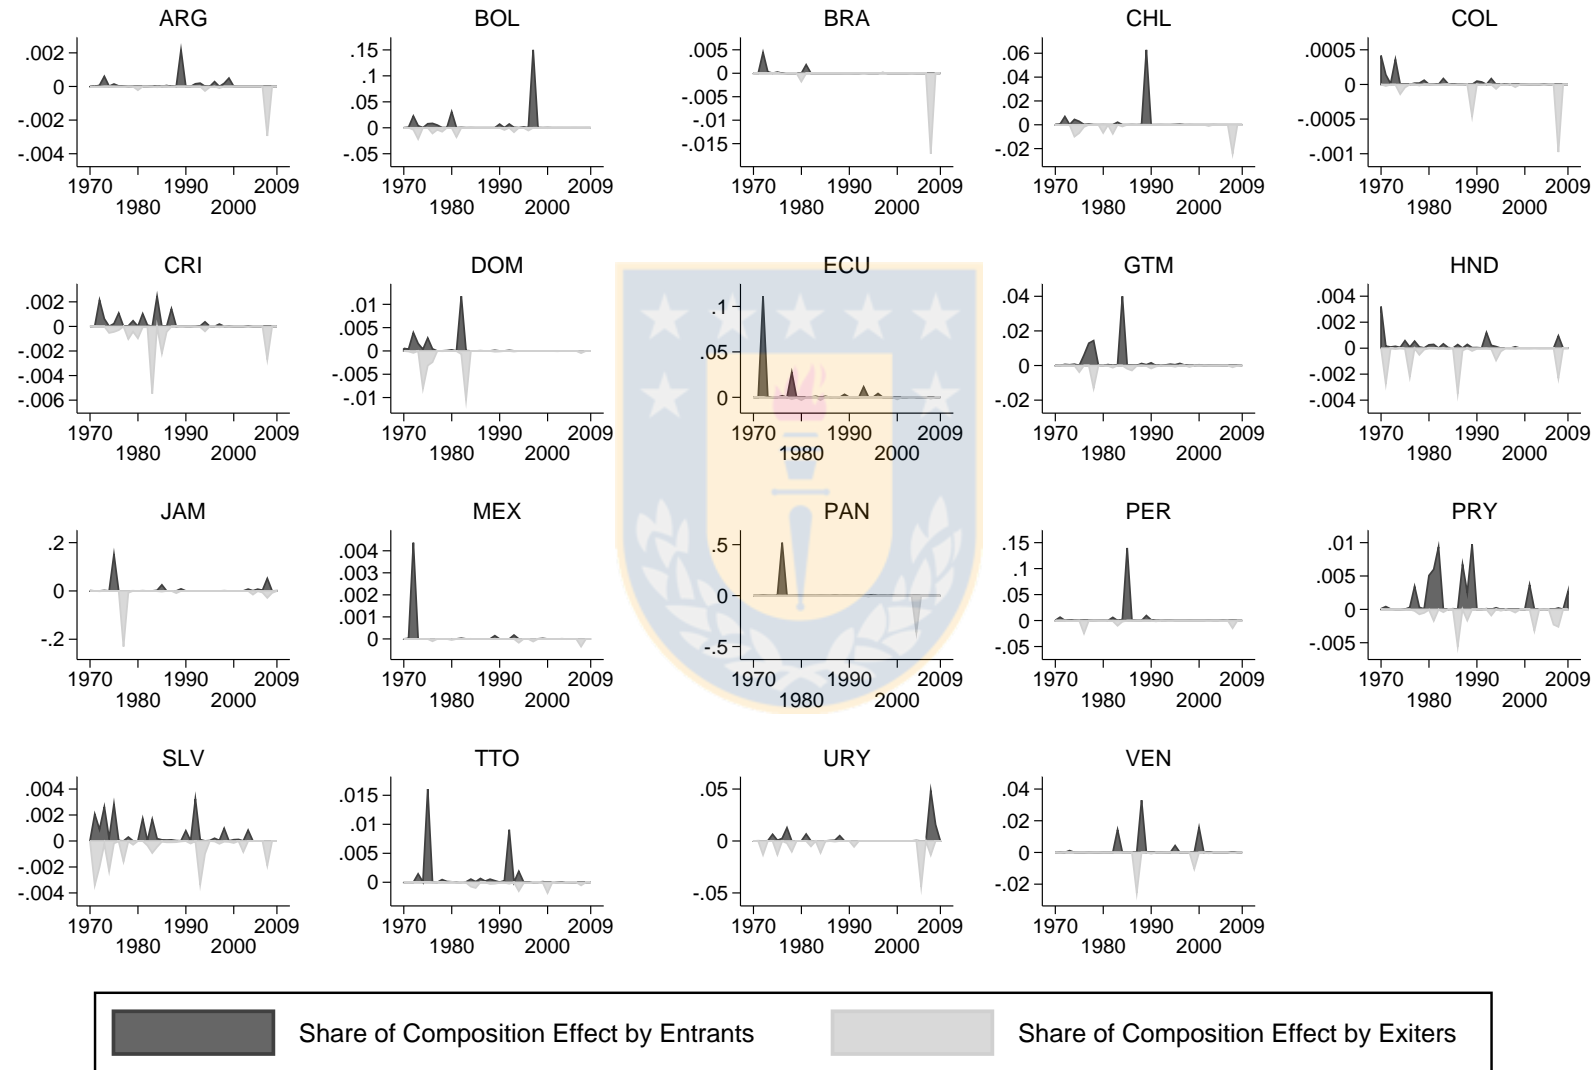 ARG
.002
0
-.002
-.004
1970 1990 2009
1980 2000
BOL
.15
.1
.05
0
-.05
1970 1990 2009
1980 2000
BRA
.005
0
-.005
-.01
-.015
1970 1990 2009
1980 2000
CHL
.06
.04
.02
0
-.02
1970 1990 2009
1980 2000
COL
.0005
0
-.0005
-.001
1970 1990 2009
1980 2000
CRI
.002
0
-.002
-.004
-.006
1970 1990 2009
1980 2000
DOM
.01
.005
0
-.005
-.01
1970 1990 2009
1980 2000
ECU
.1
.05
0
1970 1990 2009
1980 2000
GTM
.04
.02
0
-.02
1970 1990 2009
1980 2000
HND
.004
.002
0
-.002
-.004
1970 1990 2009
1980 2000
JAM
.2
0
-.2
1970 1990 2009
1980 2000
MEX
.004
.003
.002
.001
0
1970 1990 2009
1980 2000
PAN
.5
0
-.5
1970 1990 2009
1980 2000
PER
.15
.1
.05
0
-.05
1970 1990 2009
1980 2000
PRY
.01
.005
0
-.005
1970 1990 2009
1980 2000
SLV
.004
.002
0
-.002
-.004
1970 1990 2009
1980 2000
TTO
.015
.01
.005
0
1970 1990 2009
1980 2000
URY
.05
0
-.05
1970 1990 2009
1980 2000
VEN
.04
.02
0
-.02
1970 1990 2009
1980 2000
Share of Composition Effect by Entrants
Share of Composition Effect by Exiters